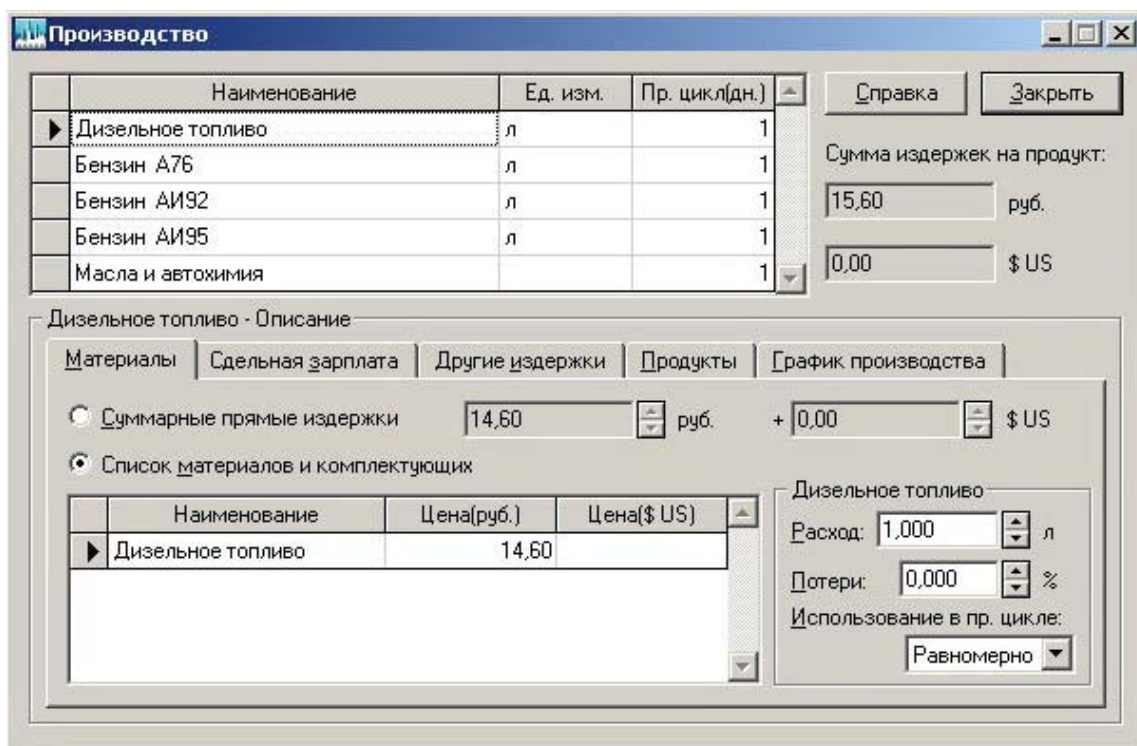 Производство
Наименование Ед. изм. Пр. цикл(дн.)
Дизельное топливо л 1
Бензин А76 л 1
Бензин АИ92 л 1
Бензин АИ95 л 1
Масла и автохимия 1
Справка Закрыть
Сумма издержек на продукт:
15,60 руб.
0,00 $ US
Дизельное топливо - Описание
Материалы Сдельная зарплата Другие издержки Продукты График производства
Суммарные прямые издержки 14,60 руб. + 0,00 $ US
Список материалов и комплектующих
Наименование Цена(руб.) Цена($ US)
Дизельное топливо 14,60
Дизельное топливо
Расход: 1,000 л
Потери: 0,000 %
Использование в пр. цикле:
Равномерно